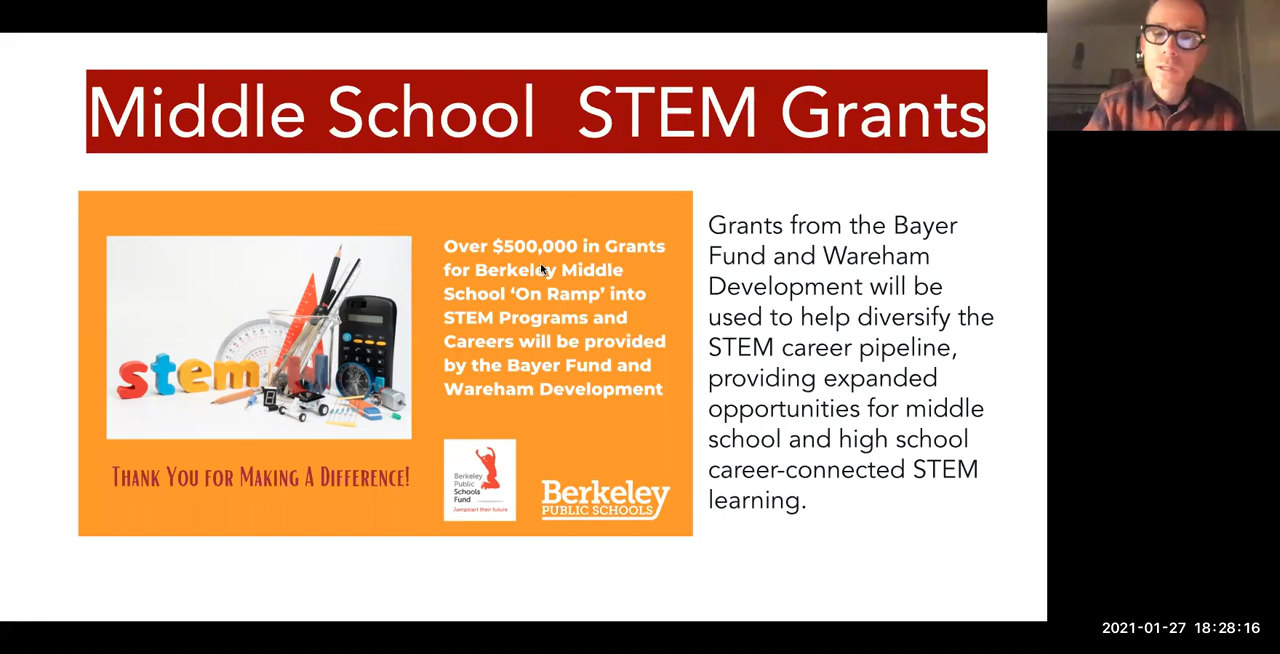 Middle School STEM Grants
Over $500,000 in Grants
for Berkeley Middle
School ‘On Ramp’ into
STEM Programs and
Careers will be provided
by the Bayer Fund and
Wareham Development
stem
Thank You for Making A Difference!
Berkeley
Public
Schools
Fund
Jumpstart their future
Berkeley
PUBLIC SCHOOLS
Grants from the Bayer
Fund and Wareham
Development will be
used to help diversify the
STEM career pipeline,
providing expanded
opportunities for middle
school and high school
career-connected STEM
learning.
2021-01-27 18:28:16